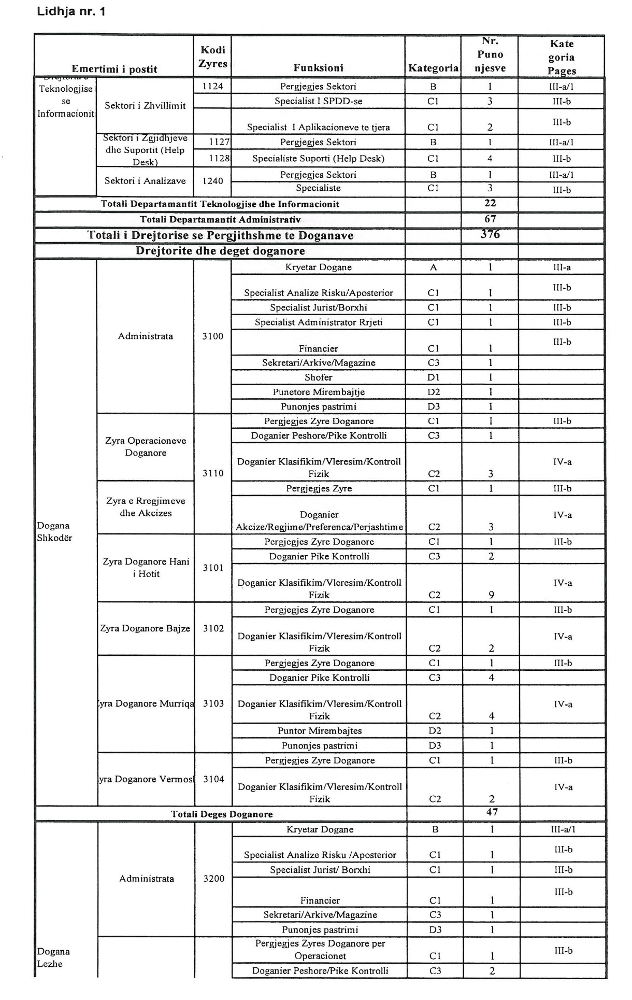 Lidhja nr. 1
Emertimi i postit Kodi Zyres Funksioni Kategoria Nr. Puno njesve Kate goria Pages
Drejtoria e Teknologjise se Informacionit
Sektori i Zhvillimit 1124 Pergjegjes Sektori B 1 III-a/1
Specialist I SPDD-se C1 3 III-b
Specialist I Aplikacioneve te tjera C1 2 III-b
Sektori i Zgjidhjeve dhe Suportit (Help Desk) 1127 Pergjegjes Sektori B 1 III-a/1
1128 Specialiste Suporti (Help Desk) C1 4 III-b
Sektori i Analizave 1240 Pergjegjes Sektori B 1 III-a/1
Specialiste C1 3 III-b
Totali Departamantit Teknologjise dhe Informacionit 22
Totali Departamantit Administrativ 67
Totali i Drejtorise se Pergjithshme te Doganave 376
Drejtorite dhe deget doganore
Dogana Shkodër
Administrata 3100 Kryetar Dogane A 1 III-a
Specialist Analize Risku/Aposterior C1 1 III-b
Specialist Jurist/Borxhi C1 1 III-b
Specialist Administrator Rrjeti C1 1 III-b
Financier C1 1 III-b
Sekretari/Arkive/Magazine C3 1
Shofer D1 1
Punetore Mirembajtje D2 1
Punonjes pastrimi D3 1
Zyra Operacioneve Doganore 3110 Pergjegjes Zyre Doganore C1 1 III-b
Doganier Peshore/Pike Kontrolli C3 1
Doganier Klasifikim/Vleresim/Kontroll Fizik C2 3 IV-a
Zyra e Rregjimeve dhe Akcizes Pergjegjes Zyre C1 1 III-b
Doganier Akcize/Regjime/Preferenca/Perjashtime C2 3 IV-a
Zyra Doganore Hani i Hotit 3101 Pergjegjes Zyre Doganore C1 1 III-b
Doganier Pike Kontrolli C3 2
Doganier Klasifikim/Vleresim/Kontroll Fizik C2 9 IV-a
Zyra Doganore Bajze 3102 Pergjegjes Zyre Doganore C1 1 III-b
Doganier Klasifikim/Vleresim/Kontroll Fizik C2 2 IV-a
yra Doganore Murriqa 3103 Pergjegjes Zyre Doganore C1 1 III-b
Doganier Pike Kontrolli C3 4
Doganier Klasifikim/Vleresim/Kontroll Fizik C2 4 IV-a
Puntor Mirembajtes D2 1
Punonjes pastrimi D3 1
yra Doganore Vermosh 3104 Pergjegjes Zyre Doganore C1 1 III-b
Doganier Klasifikim/Vleresim/Kontroll Fizik C2 2 IV-a
Totali Deges Doganore 47
Dogana Lezhe
Administrata 3200 Kryetar Dogane B 1 III-a/1
Specialist Analize Risku /Aposterior C1 1 III-b
Specialist Jurist/ Borxhi C1 1 III-b
Financier C1 1 III-b
Sekretari/Arkive/Magazine C3 1
Punonjes pastrimi D3 1
Pergjegjes Zyres Doganore per Operacionet C1 1 III-b
Doganier Peshore/Pike Kontrolli C3 2